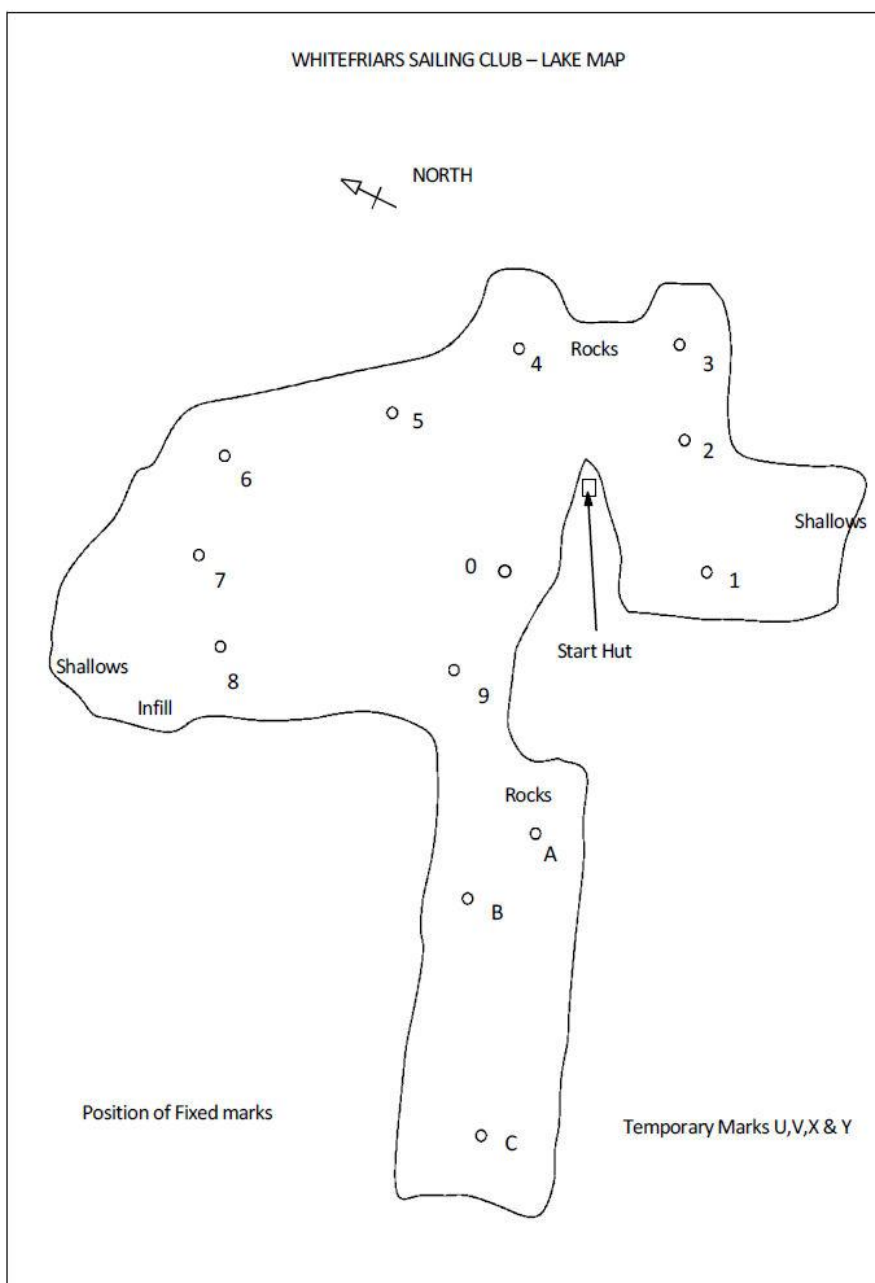 WHITEFRIARS SAILING CLUB – LAKE MAP
NORTH
4
Rocks
3
5
2
6
Shallows
7
0
1
Start Hut
Shallows
8
9
Infill
Rocks
A
B
Position of Fixed marks
Temporary Marks U,V,X & Y
C